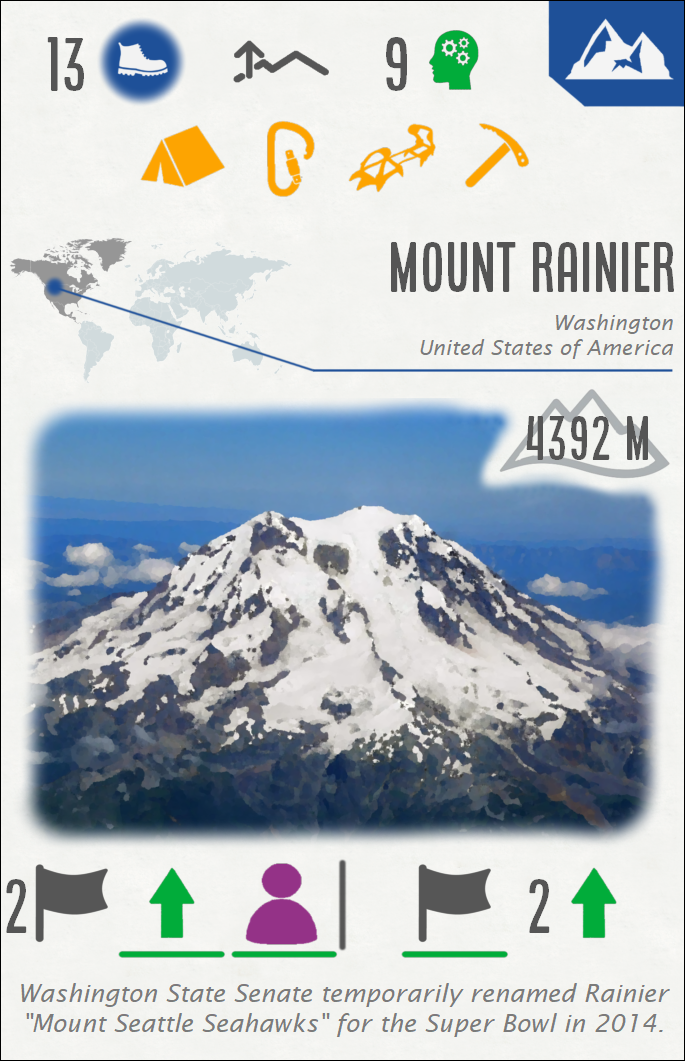 13 9
MOUNT RAINIER
Washington
United States of America
4392 M
2 2
Washington State Senate temporarily renamed Rainier
"Mount Seattle Seahawks" for the Super Bowl in 2014.